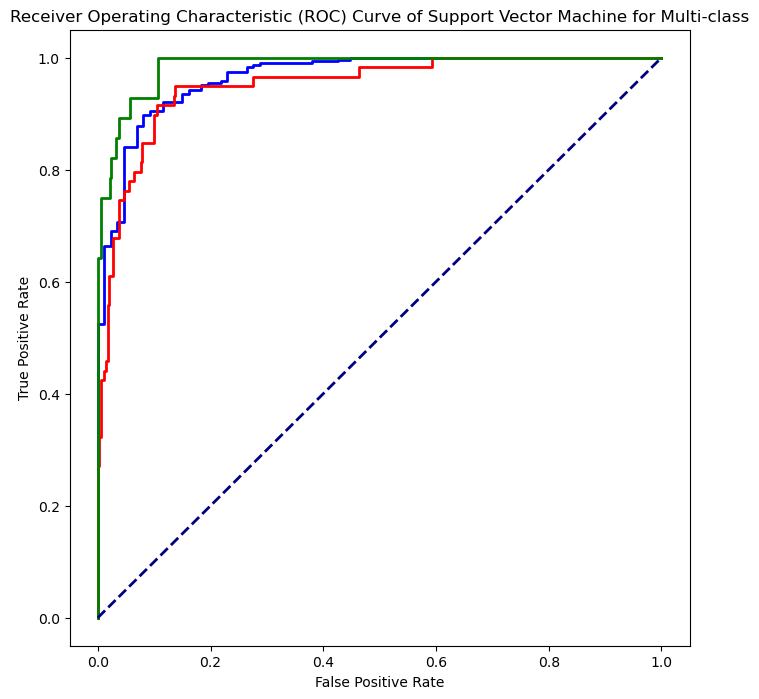 Receiver Operating Characteristic (ROC) Curve of Support Vector Machine for Multi-class
True Positive Rate
1.0
0.8
0.6
0.4
0.2
0.0
0.0 0.2 0.4 0.6 0.8 1.0
False Positive Rate